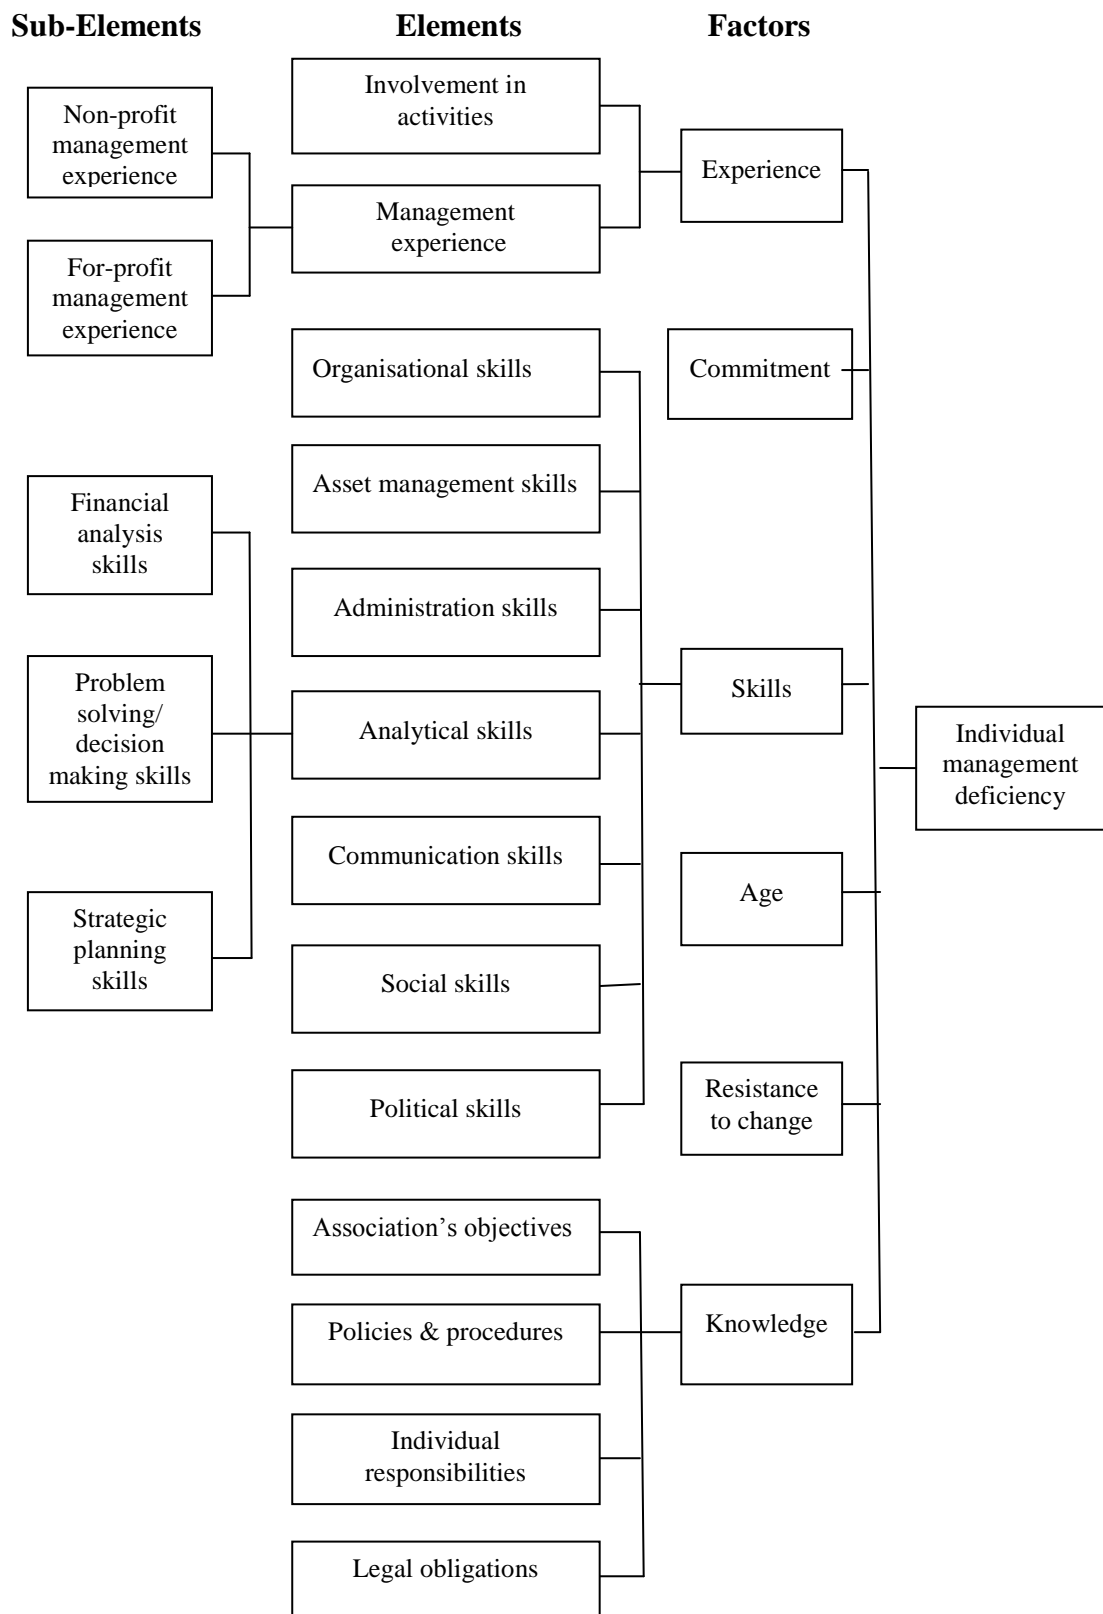 Sub-Elements
Elements
Factors
Non-profit
management
experience
For-profit
management
experience
Financial
analysis
skills
Problem
solving/
decision
making skills
Strategic
planning
skills
Involvement in
activities
Management
experience
Organisational skills
Asset management skills
Administration skills
Analytical skills
Communication skills
Social skills
Political skills
Association’s objectives
Policies & procedures
Individual
responsibilities
Legal obligations
Experience
Commitment
Skills
Age
Resistance
to change
Knowledge
Individual
management
deficiency